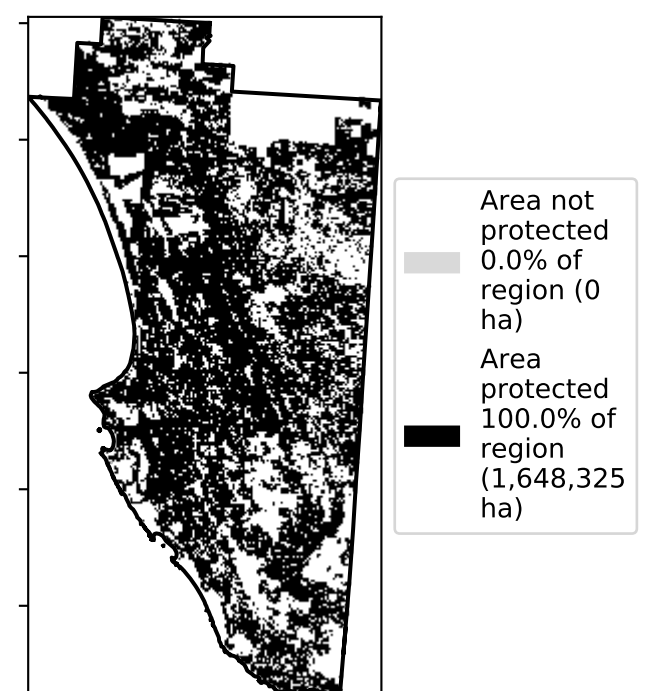 Area not
protected
0.0% of
region (0
ha)
Area
protected
100.0% of
region
(1,648,325
ha)